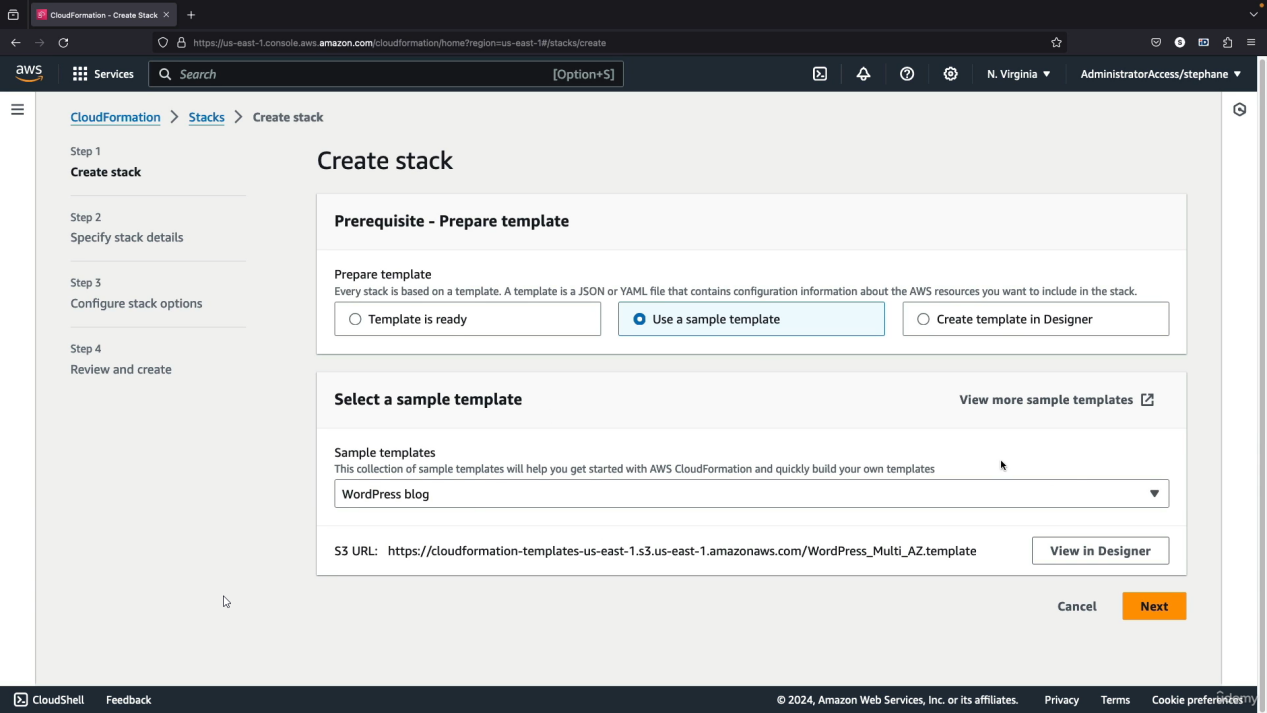 CloudFormation - Create Stack
https://us-east-1.console.aws.amazon.com/cloudformation/home?region=us-east-1#/stacks/create
aws
Services
Search
[Option+S]
N. Virginia
AdministratorAccess/stephane
CloudFormation
Stacks
Create stack
Step 1
Create stack
Step 2
Specify stack details
Step 3
Configure stack options
Step 4
Review and create
Create stack
Prerequisite - Prepare template
Prepare template
Every stack is based on a template. A template is a JSON or YAML file that contains configuration information about the AWS resources you want to include in the stack.
Template is ready
Use a sample template
Create template in Designer
Select a sample template
View more sample templates
Sample templates
This collection of sample templates will help you get started with AWS CloudFormation and quickly build your own templates
WordPress blog
S3 URL: https://cloudformation-templates-us-east-1.s3.us-east-1.amazonaws.com/WordPress_Multi_AZ.template
View in Designer
Cancel
Next
CloudShell
Feedback
© 2024, Amazon Web Services, Inc. or its affiliates.
Privacy
Terms
Cookie preferences
Udemy